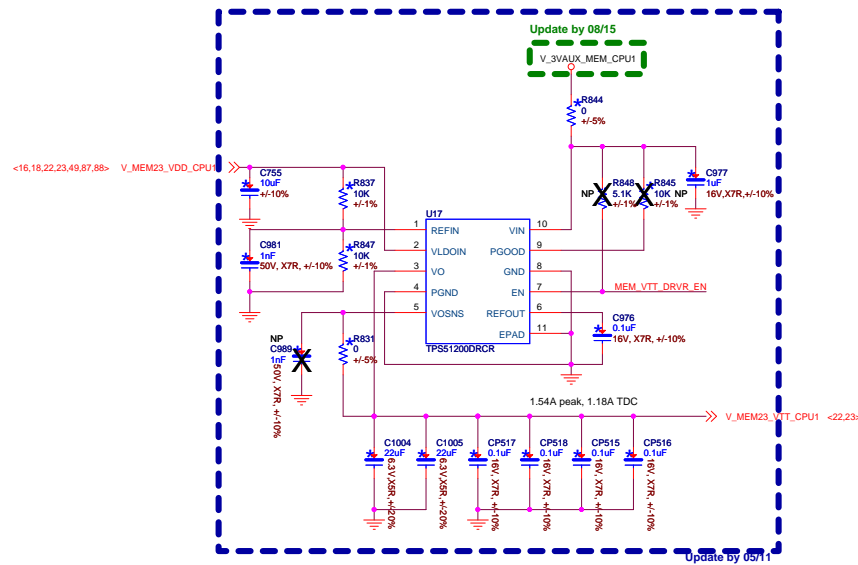 Update by 08/15
V_3VAUX_MEM_CPU1
R844
0
+/-5%
<16,18,22,23,49,87,88> V_MEM23_VDD_CPU1
C755
10uF
+/-10%
R837
10K
+/-1%
NP
R848
5.1K
+/-1%
R845
10K
+/-1%
NP
C977
1uF
16V,X7R,+/-10%
C981
1nF
50V, X7R, +/-10%
R847
10K
+/-1%
U17
1 REFIN
2 VLDOIN
3 VO
4 PGND
5 VOSNS
VIN 10
PGOOD 9
GND 8
EN 7
REFOUT 6
EPAD 11
TPS51200DRCR
MEM_VTT_DRVR_EN
C976
0.1uF
16V, X7R, +/-10%
NP
C989
1nF
50V, X7R, +/-10%
R831
0
+/-5%
1.54A peak, 1.18A TDC
V_MEM23_VTT_CPU1 <22,23>
C1004
22uF
6.3V,X5R,+/-20%
C1005
22uF
6.3V,X5R,+/-20%
CP517
0.1uF
16V, X7R, +/-10%
CP518
0.1uF
16V, X7R, +/-10%
CP515
0.1uF
16V, X7R, +/-10%
CP516
0.1uF
16V, X7R, +/-10%
Update by 05/11